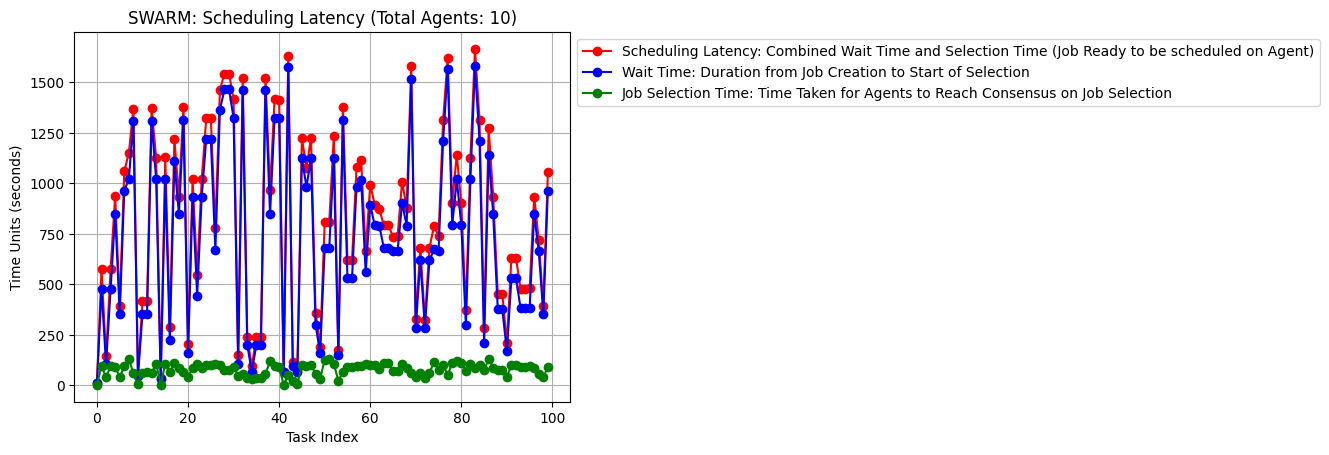 SWARM: Scheduling Latency (Total Agents: 10)
Scheduling Latency: Combined Wait Time and Selection Time (Job Ready to be scheduled on Agent)
Wait Time: Duration from Job Creation to Start of Selection
Job Selection Time: Time Taken for Agents to Reach Consensus on Job Selection
Time Units (seconds)
1500
1250
1000
750
500
250
0
0 20 40 60 80 100
Task Index